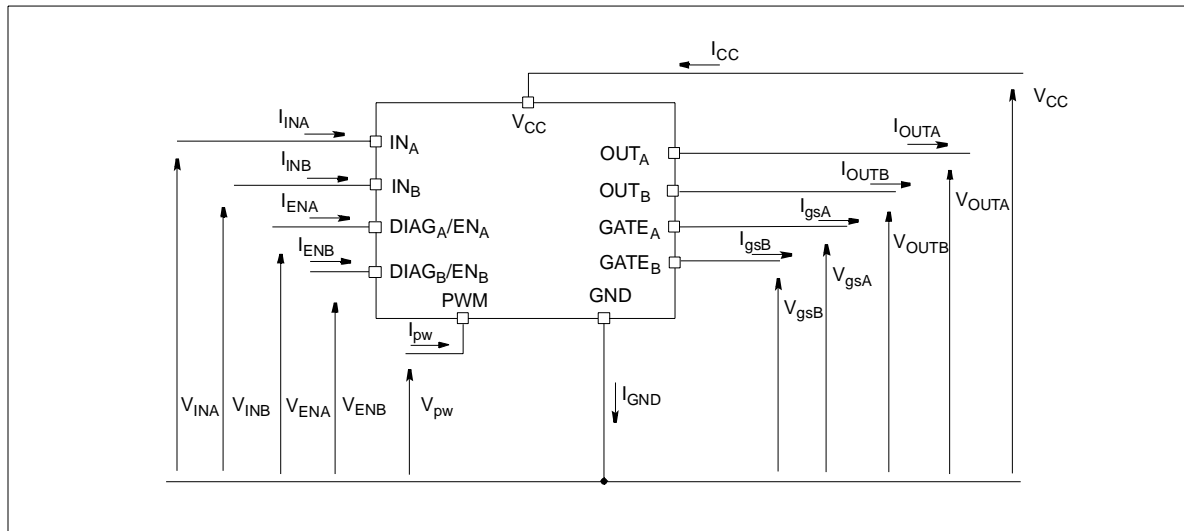 I_CC
V_CC
V_CC
I_INA
IN_A
I_INB
IN_B
I_ENA
DIAG_A/EN_A
I_ENB
DIAG_B/EN_B
PWM
GND
OUT_A
I_OUTA
OUT_B
I_OUTB
GATE_A
I_gsA
GATE_B
I_gsB
V_OUTA
V_OUTB
V_gsA
V_gsB
I_pw
I_GND
V_INA
V_INB
V_ENA
V_ENB
V_pw